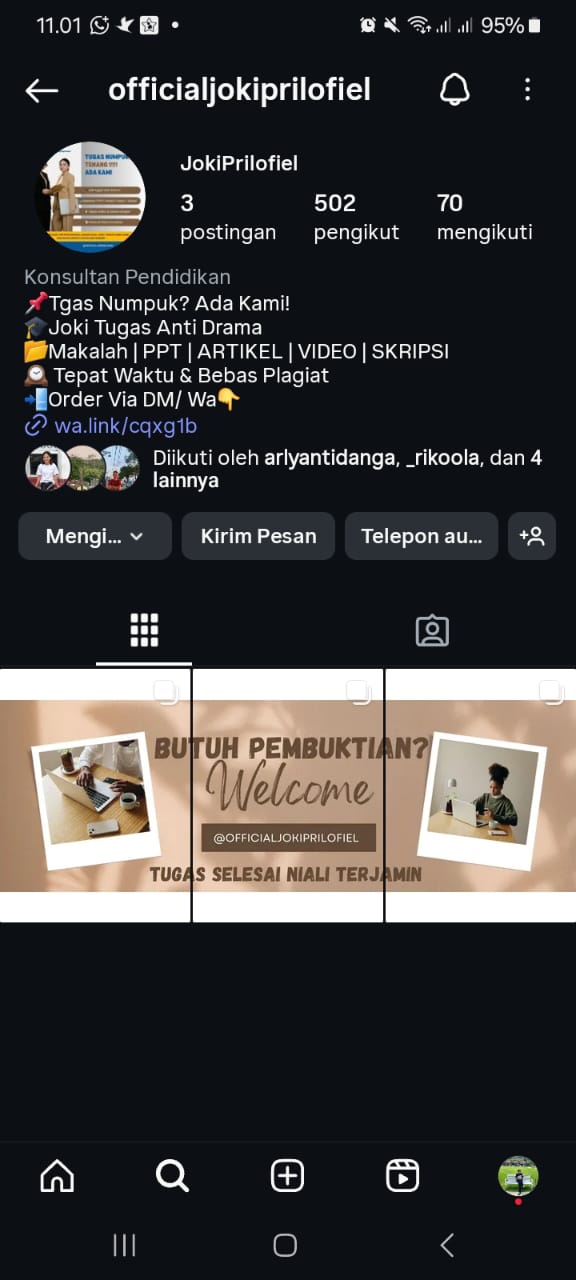 11.01
95%
officialjokiprilofiel
TUGAS NUMPUK
TENANG !!!!
ADA KAMI
JokiPrilofiel
3 502 70
postingan pengikut mengikuti
Konsultan Pendidikan
📌Tgas Numpuk? Ada Kami!
🎓Joki Tugas Anti Drama
📂Makalah | PPT | ARTIKEL | VIDEO | SKRIPSI
🕰️ Tepat Waktu & Bebas Plagiat
📲Order Via DM/ Wa👇
wa.link/cqxg1b
Diikuti oleh arlyantidanga, _rikoola, dan 4
lainnya
Mengi... Kirim Pesan Telepon au...
BUTUH PEMBUKTIAN?
Welcome
@OFFICIALJOKIPRILOFIEL
TUGAS SELESAI NIALI TERJAMIN